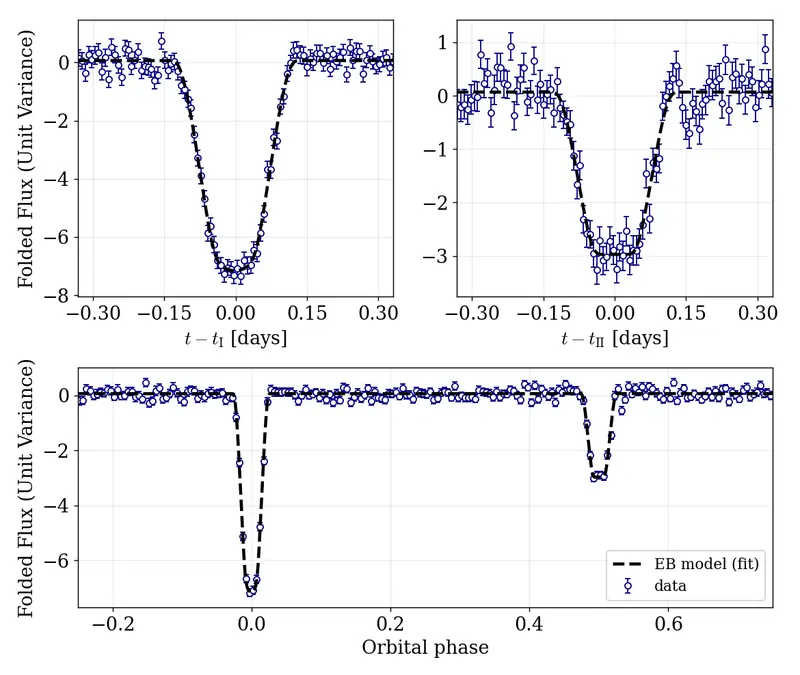 Folded Flux (Unit Variance)
0
−2
−4
−6
−8
−0.30 −0.15 0.00 0.15 0.30
t − tI [days]
1
0
−1
−2
−3
−0.30 −0.15 0.00 0.15 0.30
t − tII [days]
Folded Flux (Unit Variance)
0
−2
−4
−6
EB model (fit)
data
−0.2 0.0 0.2 0.4 0.6
Orbital phase